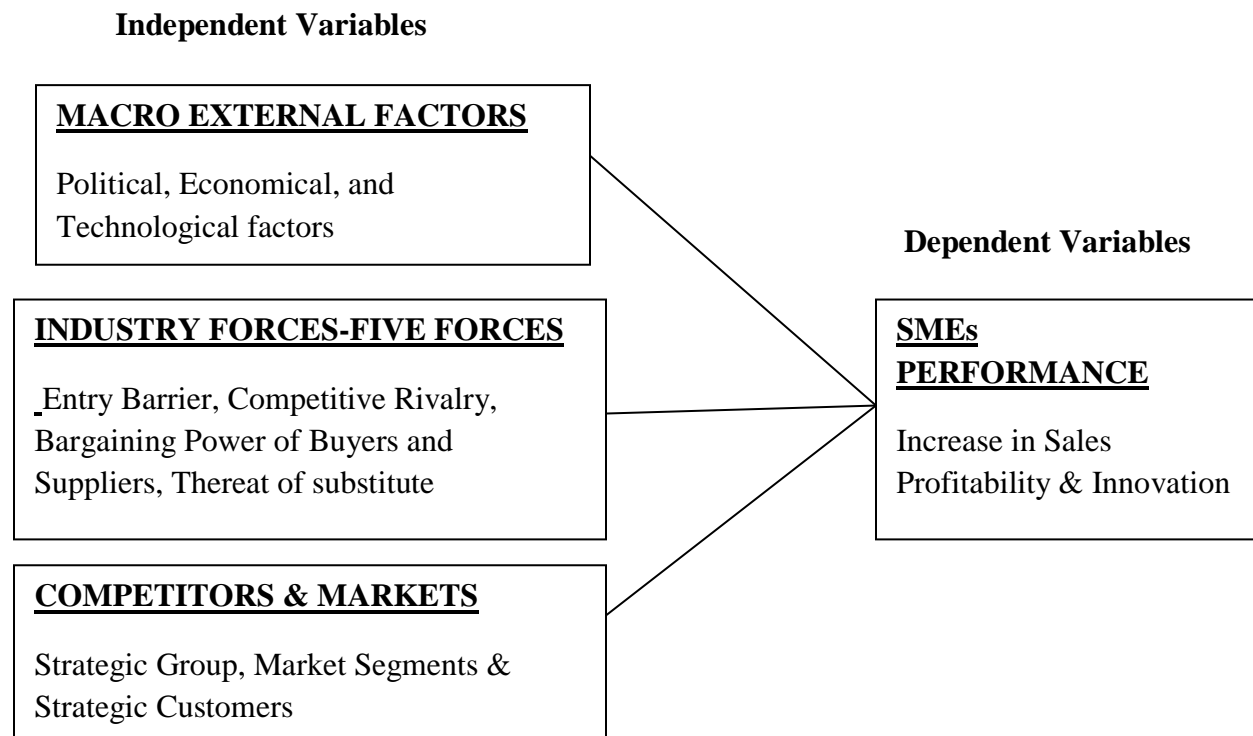 Independent Variables
MACRO EXTERNAL FACTORS
Political, Economical, and
Technological factors
INDUSTRY FORCES-FIVE FORCES
Entry Barrier, Competitive Rivalry,
Bargaining Power of Buyers and
Suppliers, Thereat of substitute
COMPETITORS & MARKETS
Strategic Group, Market Segments &
Strategic Customers
Dependent Variables
SMEs
PERFORMANCE
Increase in Sales
Profitability & Innovation